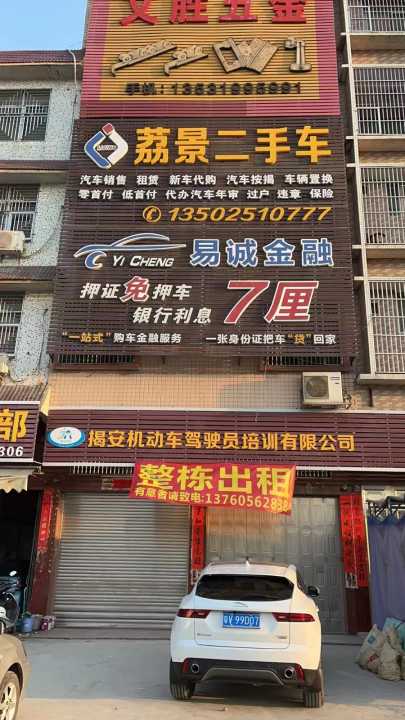 文胜五金
手机：13531995991
荔景二手车
汽车销售 租赁 新车代购 汽车按揭 车辆置换
零首付 低首付 代办汽车年审 过户 违章 保险
13502510777
YI CHENG 易诚金融
押证免押车
银行利息 7厘
"一站式"购车金融服务 一张身份证把车"贷"回家
部
306
揭安机动车驾驶员培训有限公司
整栋出租
有意者请致电:13760562838
粤V 99D07